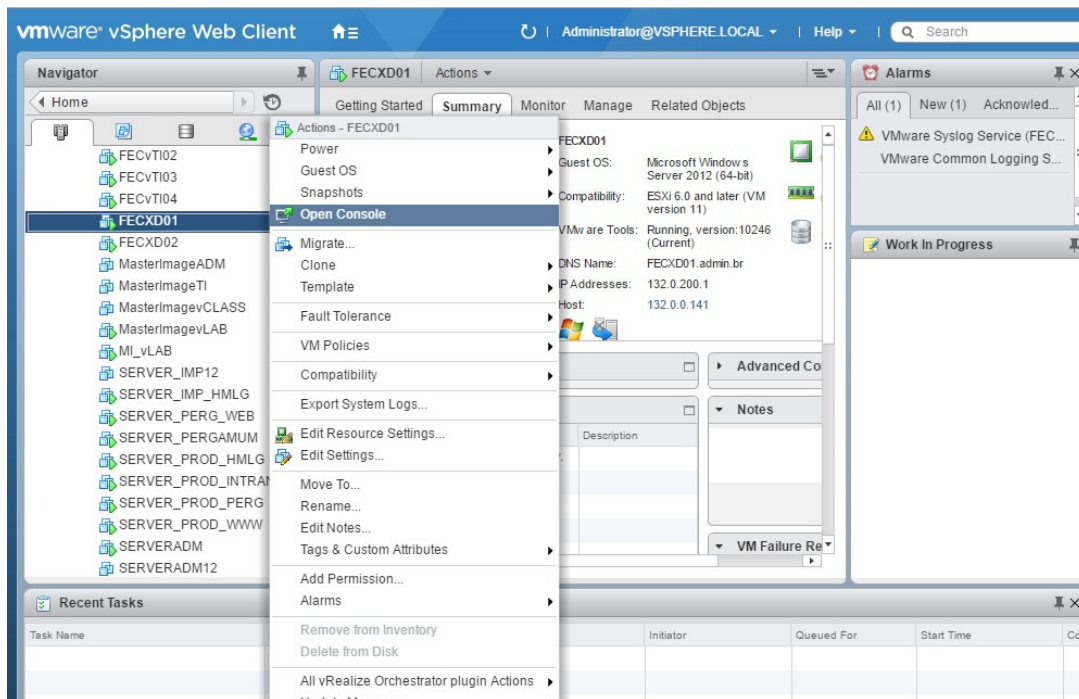 vmware® vSphere Web Client
Administrator@VSPHERE.LOCAL
Help
Search
Navigator
Home
FECvTI02
FECvTI03
FECvTI04
FECXD01
FECXD02
MasterImageADM
MasterImageTI
MasterImagevCLASS
MasterImagevLAB
MI_vLAB
SERVER_IMP12
SERVER_IMP_HMLG
SERVER_PERG_WEB
SERVER_PERGAMUM
SERVER_PROD_HMLG
SERVER_PROD_INTRAN
SERVER_PROD_PERG
SERVER_PROD_WWW
SERVERADM
SERVERADM12
FECXD01
Actions
Getting Started Summary Monitor Manage Related Objects
Actions - FECXD01
Power
Guest OS
Snapshots
Open Console
Migrate...
Clone
Template
Fault Tolerance
VM Policies
Compatibility
Export System Logs...
Edit Resource Settings...
Edit Settings...
Move To...
Rename...
Edit Notes...
Tags & Custom Attributes
Add Permission...
Alarms
Remove from Inventory
Delete from Disk
All vRealize Orchestrator plugin Actions
FECXD01
Guest OS: Microsoft Windows
Server 2012 (64-bit)
Compatibility: ESXi 6.0 and later (VM
version 11)
VMware Tools: Running, version:10246
(Current)
DNS Name: FECXD01.admin.br
IP Addresses: 132.0.200.1
Host: 132.0.0.141
Advanced Co
Notes
Description
VM Failure Re
Alarms
All (1) New (1) Acknowled...
VMware Syslog Service (FEC...
VMware Common Logging S...
Work In Progress
Recent Tasks
Task Name Initiator Queued For Start Time Co